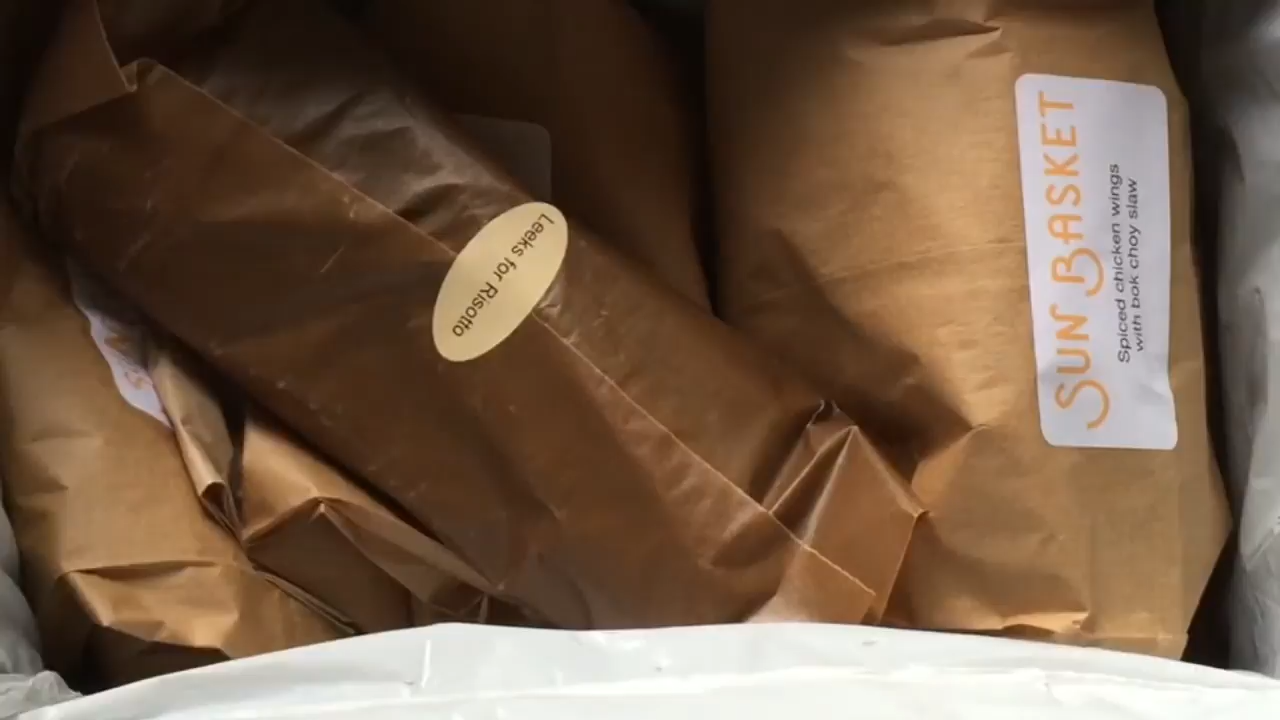 Leeks for Risotto
SUN BASKET
Spiced chicken wings
with bok choy slaw